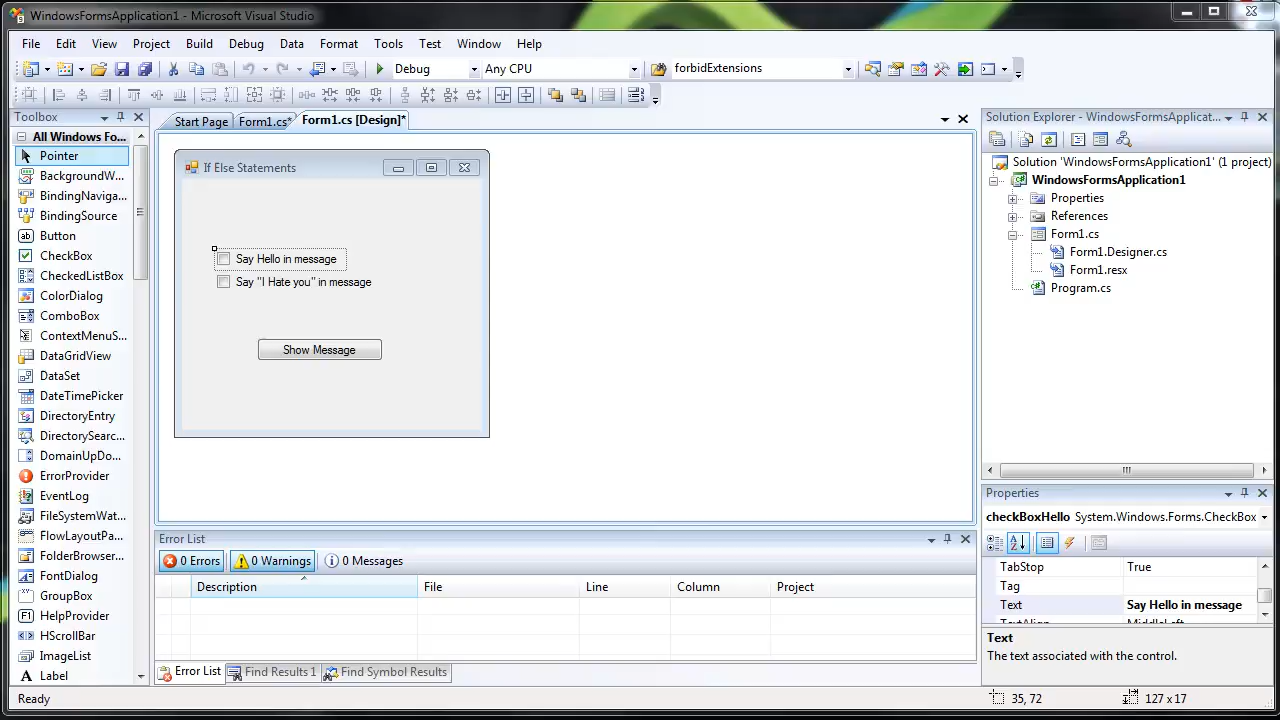 WindowsFormsApplication1 - Microsoft Visual Studio
File Edit View Project Build Debug Data Format Tools Test Window Help
Debug Any CPU forbidExtensions
Toolbox
All Windows Fo...
Pointer
BackgroundW...
BindingNaviga...
BindingSource
Button
CheckBox
CheckedListBox
ColorDialog
ComboBox
ContextMenuS...
DataGridView
DataSet
DateTimePicker
DirectoryEntry
DirectorySearc...
DomainUpDo...
ErrorProvider
EventLog
FileSystemWat...
FlowLayoutPa...
FolderBrowser...
FontDialog
GroupBox
HelpProvider
HScrollBar
ImageList
Label
Start Page Form1.cs* Form1.cs [Design]*
If Else Statements
Say Hello in message
Say "I Hate you" in message
Show Message
Error List
0 Errors 0 Warnings 0 Messages
Description File Line Column Project
Error List Find Results 1 Find Symbol Results
Solution Explorer - WindowsFormsApplicat...
Solution 'WindowsFormsApplication1' (1 project)
WindowsFormsApplication1
Properties
References
Form1.cs
Form1.Designer.cs
Form1.resx
Program.cs
Properties
checkBoxHello System.Windows.Forms.CheckBox
TabStop True
Tag
Text Say Hello in message
TextAlign MiddleLeft
Text
The text associated with the control.
Ready 35, 72 127 x 17